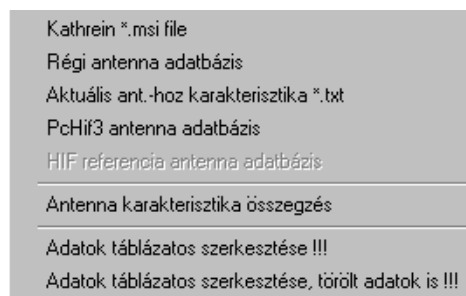 Kathrein *.msi file
Régi antenna adatbázis
Aktuális ant.-hoz karakterisztika *.txt
PcHif3 antenna adatbázis
HIF referencia antenna adatbázis
Antenna karakterisztika összegzés
Adatok táblázatos szerkesztése !!!
Adatok táblázatos szerkesztése, törölt adatok is !!!